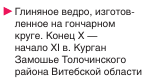 Глиняное ведро, изготов-
ленное на гончарном
круге. Конец X —
начало XI в. Курган
Замошье Толочинского
района Витебской области